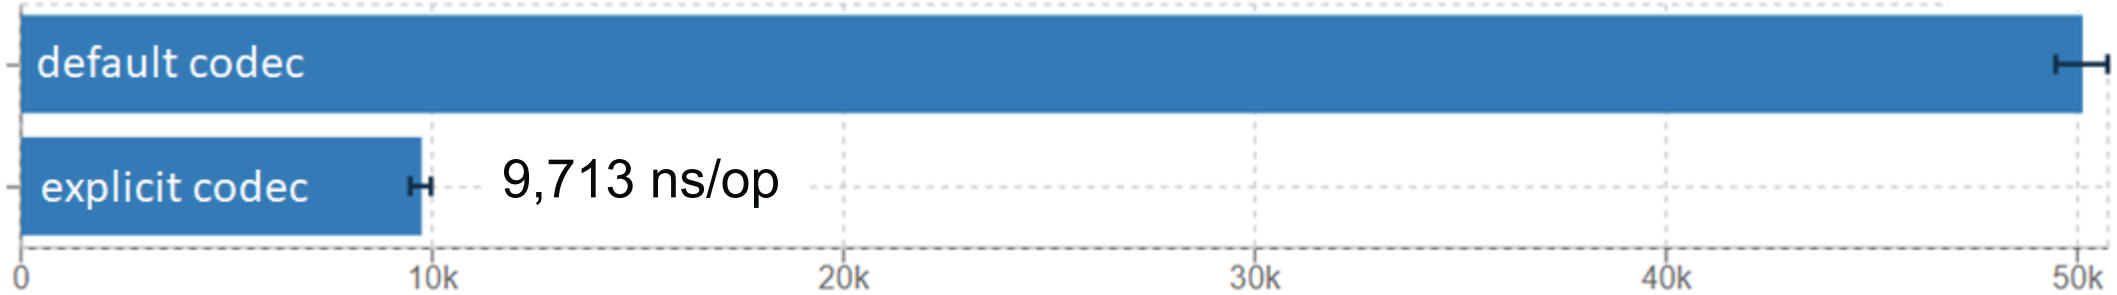 default codec
explicit codec
9,713 ns/op
0 10k 20k 30k 40k 50k